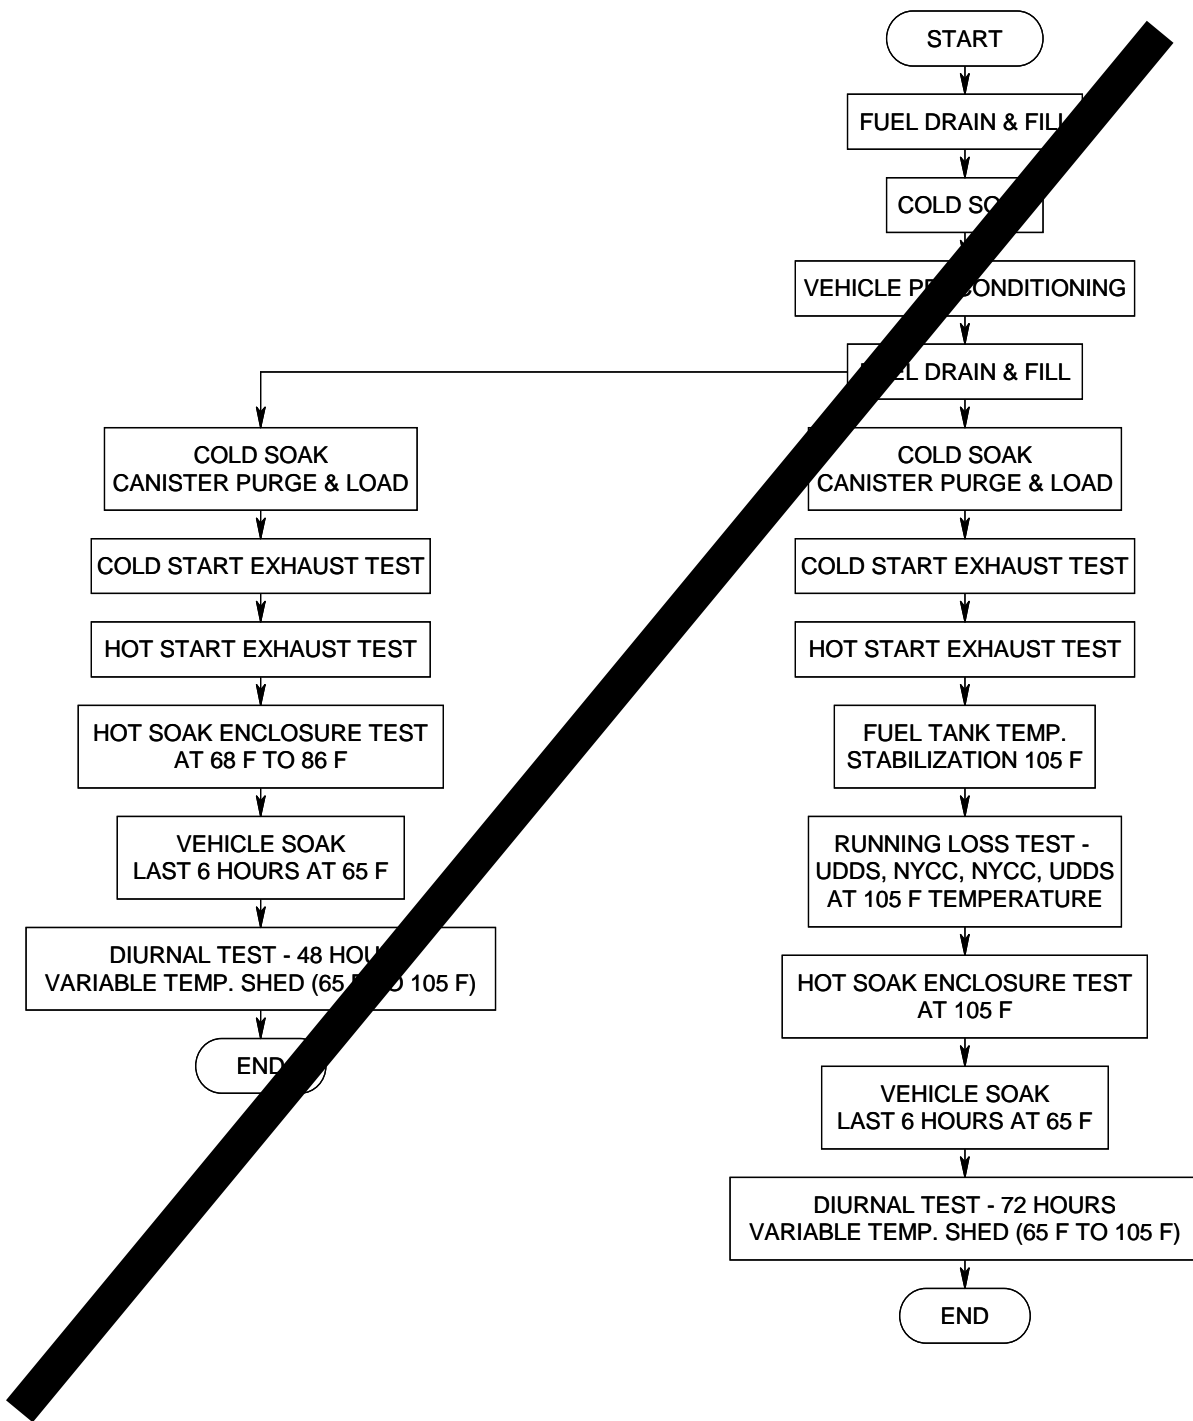 START
FUEL DRAIN & FILL
COLD
VEHICLE
DRAIN & FILL
COLD SOAK
CANISTER PURGE & LOAD
COLD START EXHAUST TEST
HOT START EXHAUST TEST
HOT SOAK ENCLOSURE TEST
AT 68 F TO 86 F
VEHICLE SOAK
LAST 6 HOURS AT 65 F
DIURNAL TEST - 48
VARIABLE TEMP. SHED (65 105 F)
END
COLD SOAK
CANISTER PURGE & LOAD
COLD START EXHAUST TEST
HOT START EXHAUST TEST
FUEL TANK TEMP.
STABILIZATION 105 F
RUNNING LOSS TEST -
UDDS, NYCC, NYCC, UDDS
AT 105 F TEMPERATURE
HOT SOAK ENCLOSURE TEST
AT 105 F
VEHICLE SOAK
LAST 6 HOURS AT 65 F
DIURNAL TEST - 72 HOURS
VARIABLE TEMP. SHED (65 F TO 105 F)
END